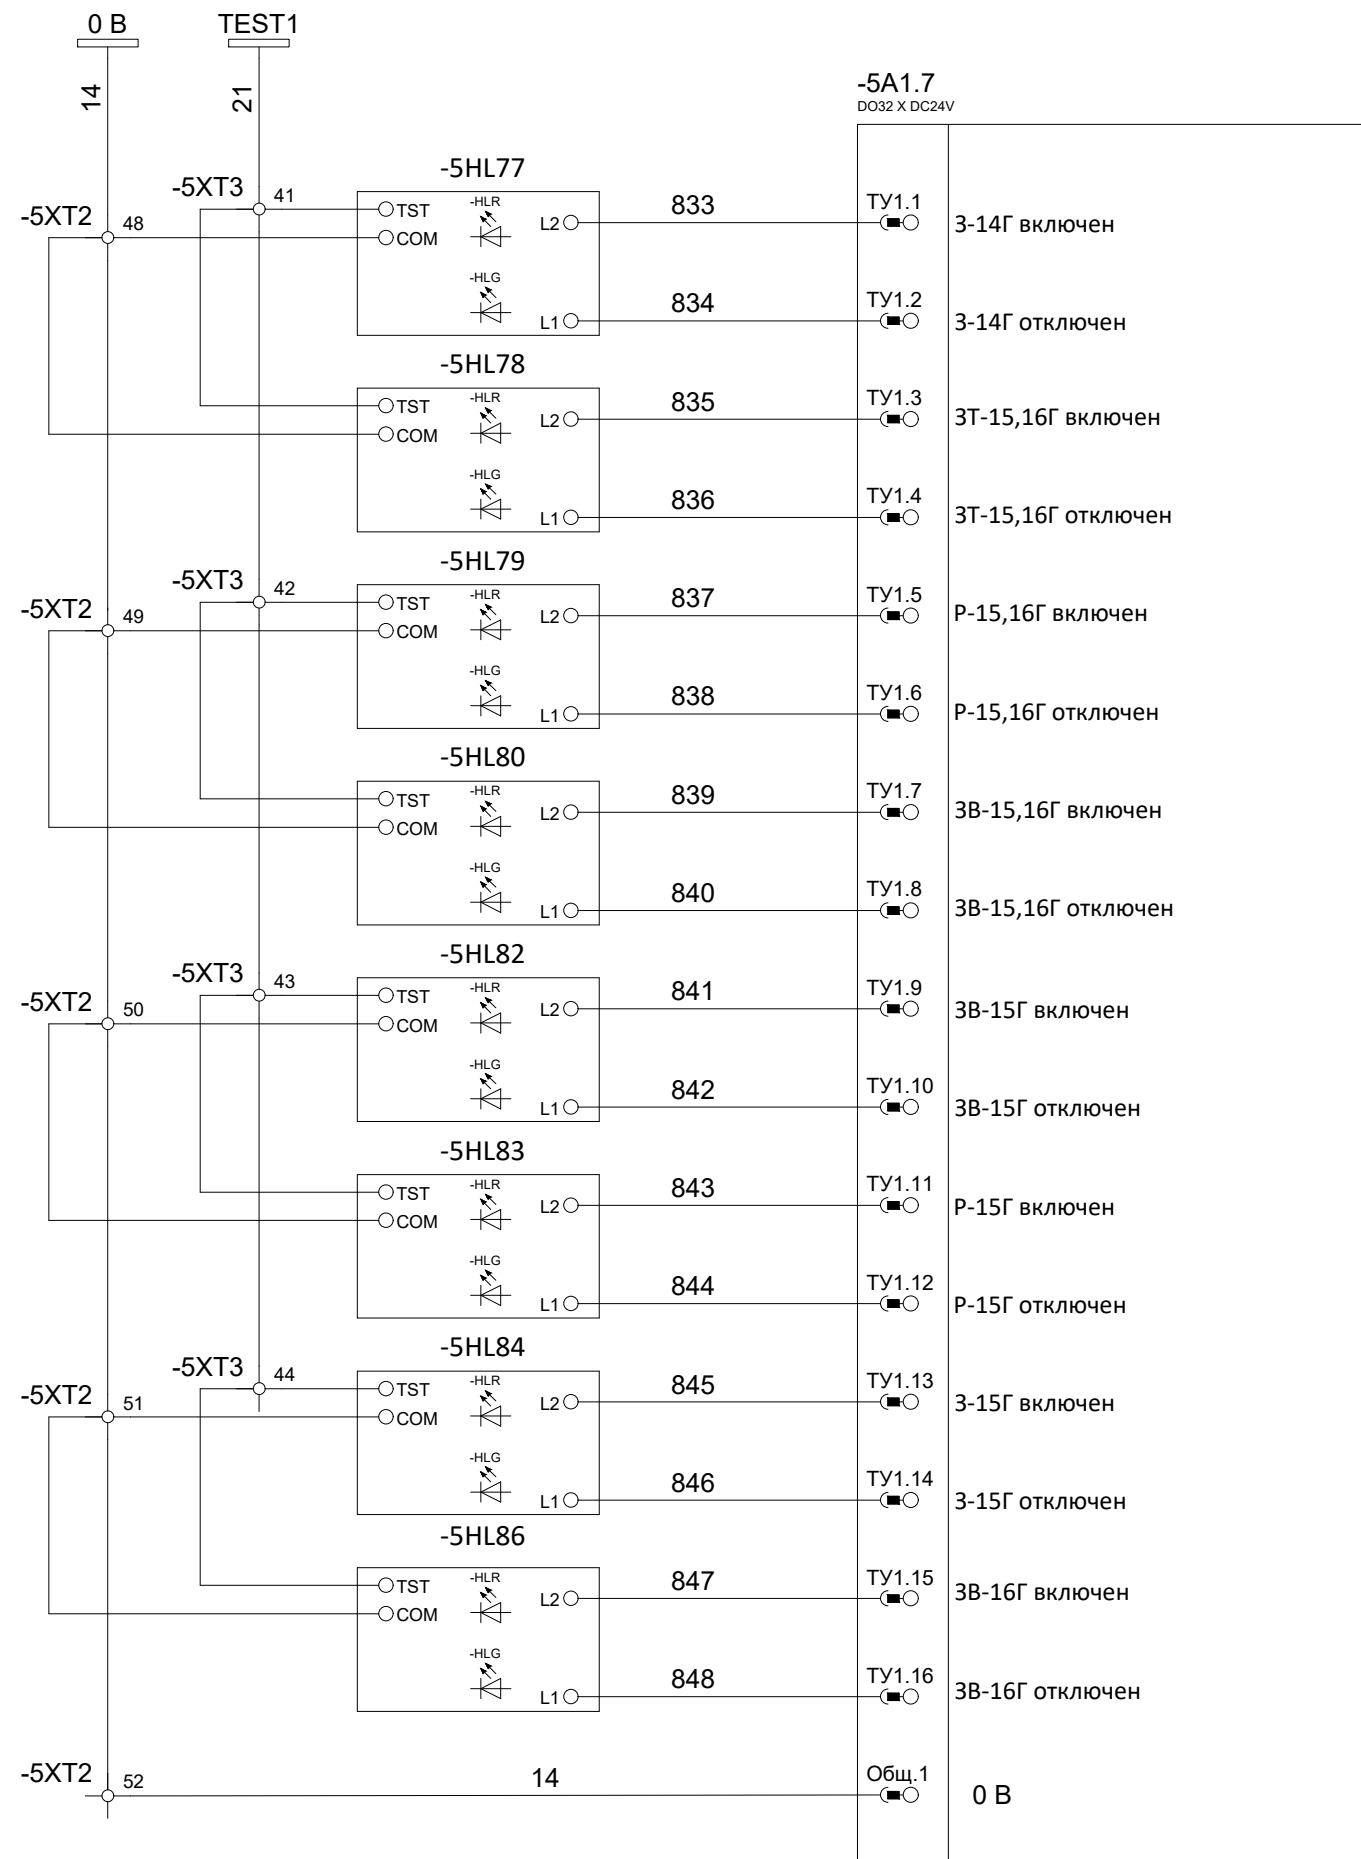 0 В
TEST1
14
21
-5A1.7
DO32 X DC24V
-5HL77
-5XT3
41
-5XT2
48
TST
COM
-HLR
L2
833
ТУ1.1
З-14Г включен
-HLG
L1
834
ТУ1.2
З-14Г отключен
-5HL78
TST
COM
-HLR
L2
835
ТУ1.3
ЗТ-15,16Г включен
-HLG
L1
836
ТУ1.4
ЗТ-15,16Г отключен
-5HL79
-5XT3
42
-5XT2
49
TST
COM
-HLR
L2
837
ТУ1.5
Р-15,16Г включен
-HLG
L1
838
ТУ1.6
Р-15,16Г отключен
-5HL80
TST
COM
-HLR
L2
839
ТУ1.7
ЗВ-15,16Г включен
-HLG
L1
840
ТУ1.8
ЗВ-15,16Г отключен
-5HL82
-5XT3
43
-5XT2
50
TST
COM
-HLR
L2
841
ТУ1.9
ЗВ-15Г включен
-HLG
L1
842
ТУ1.10
ЗВ-15Г отключен
-5HL83
TST
COM
-HLR
L2
843
ТУ1.11
Р-15Г включен
-HLG
L1
844
ТУ1.12
Р-15Г отключен
-5HL84
-5XT3
44
-5XT2
51
TST
COM
-HLR
L2
845
ТУ1.13
З-15Г включен
-HLG
L1
846
ТУ1.14
З-15Г отключен
-5HL86
TST
COM
-HLR
L2
847
ТУ1.15
ЗВ-16Г включен
-HLG
L1
848
ТУ1.16
ЗВ-16Г отключен
-5XT2
52
14
Общ.1
0 В